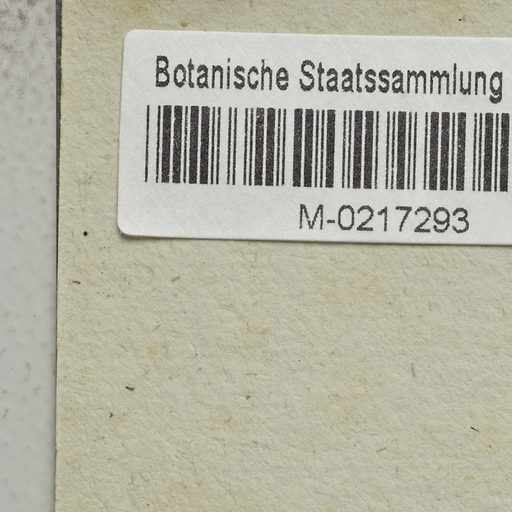 Botanische Staatssammlung
M-0217293